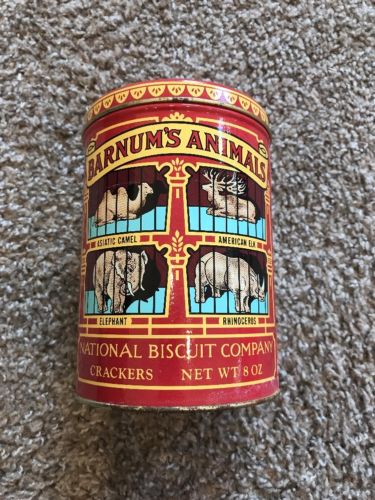 BARNUM'S ANIMALS
ASIATIC CAMEL AMERICAN ELK
ELEPHANT RHINOCEROS
NATIONAL BISCUIT COMPANY
CRACKERS NET WT 8 OZ